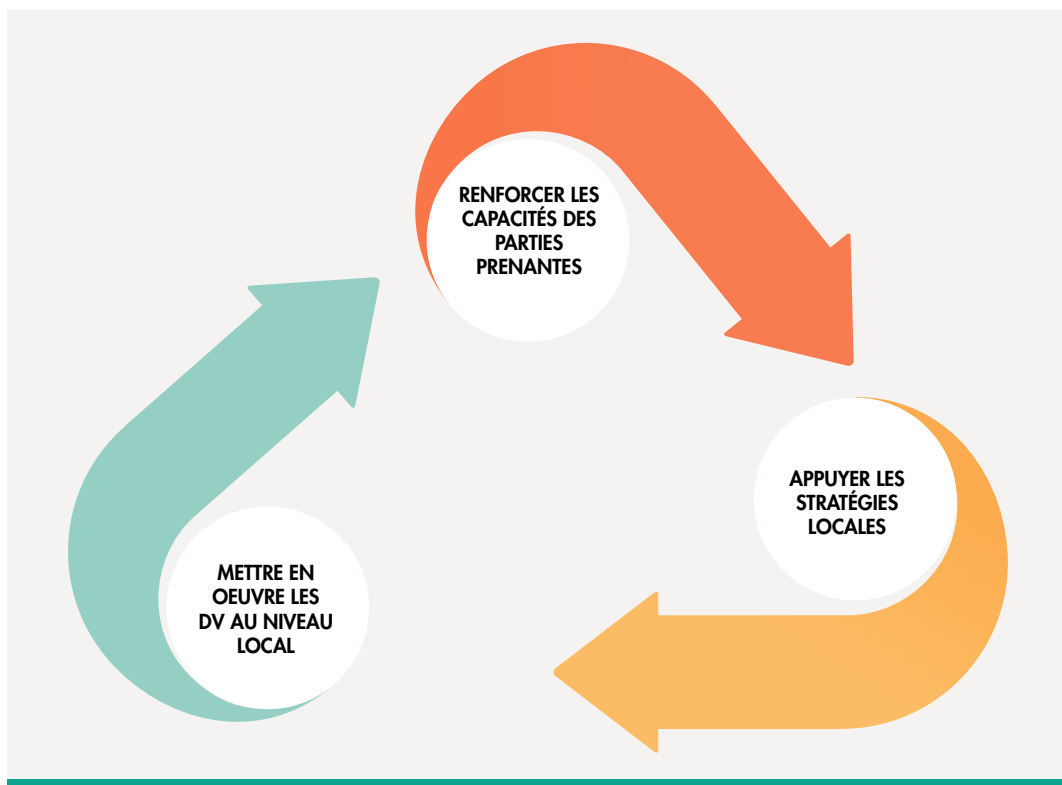 RENFORCER LES
CAPACITÉS DES
PARTIES
PRENANTES
APPUYER LES
STRATÉGIES
LOCALES
METTRE EN
OEUVRE LES
DV AU NIVEAU
LOCAL